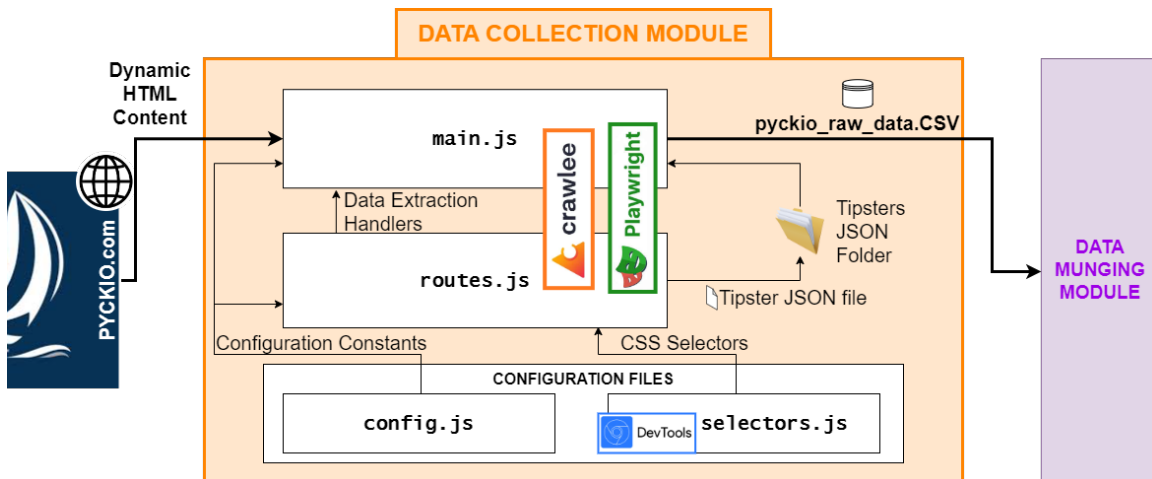 DATA COLLECTION MODULE
Dynamic
HTML
Content
PYCKIO.com
main.js
crawlee
Playwright
pyckio_raw_data.CSV
Data Extraction
Handlers
Tipsters
JSON
Folder
routes.js
Tipster JSON file
DATA
MUNGING
MODULE
Configuration Constants
CSS Selectors
CONFIGURATION FILES
config.js
DevTools
selectors.js